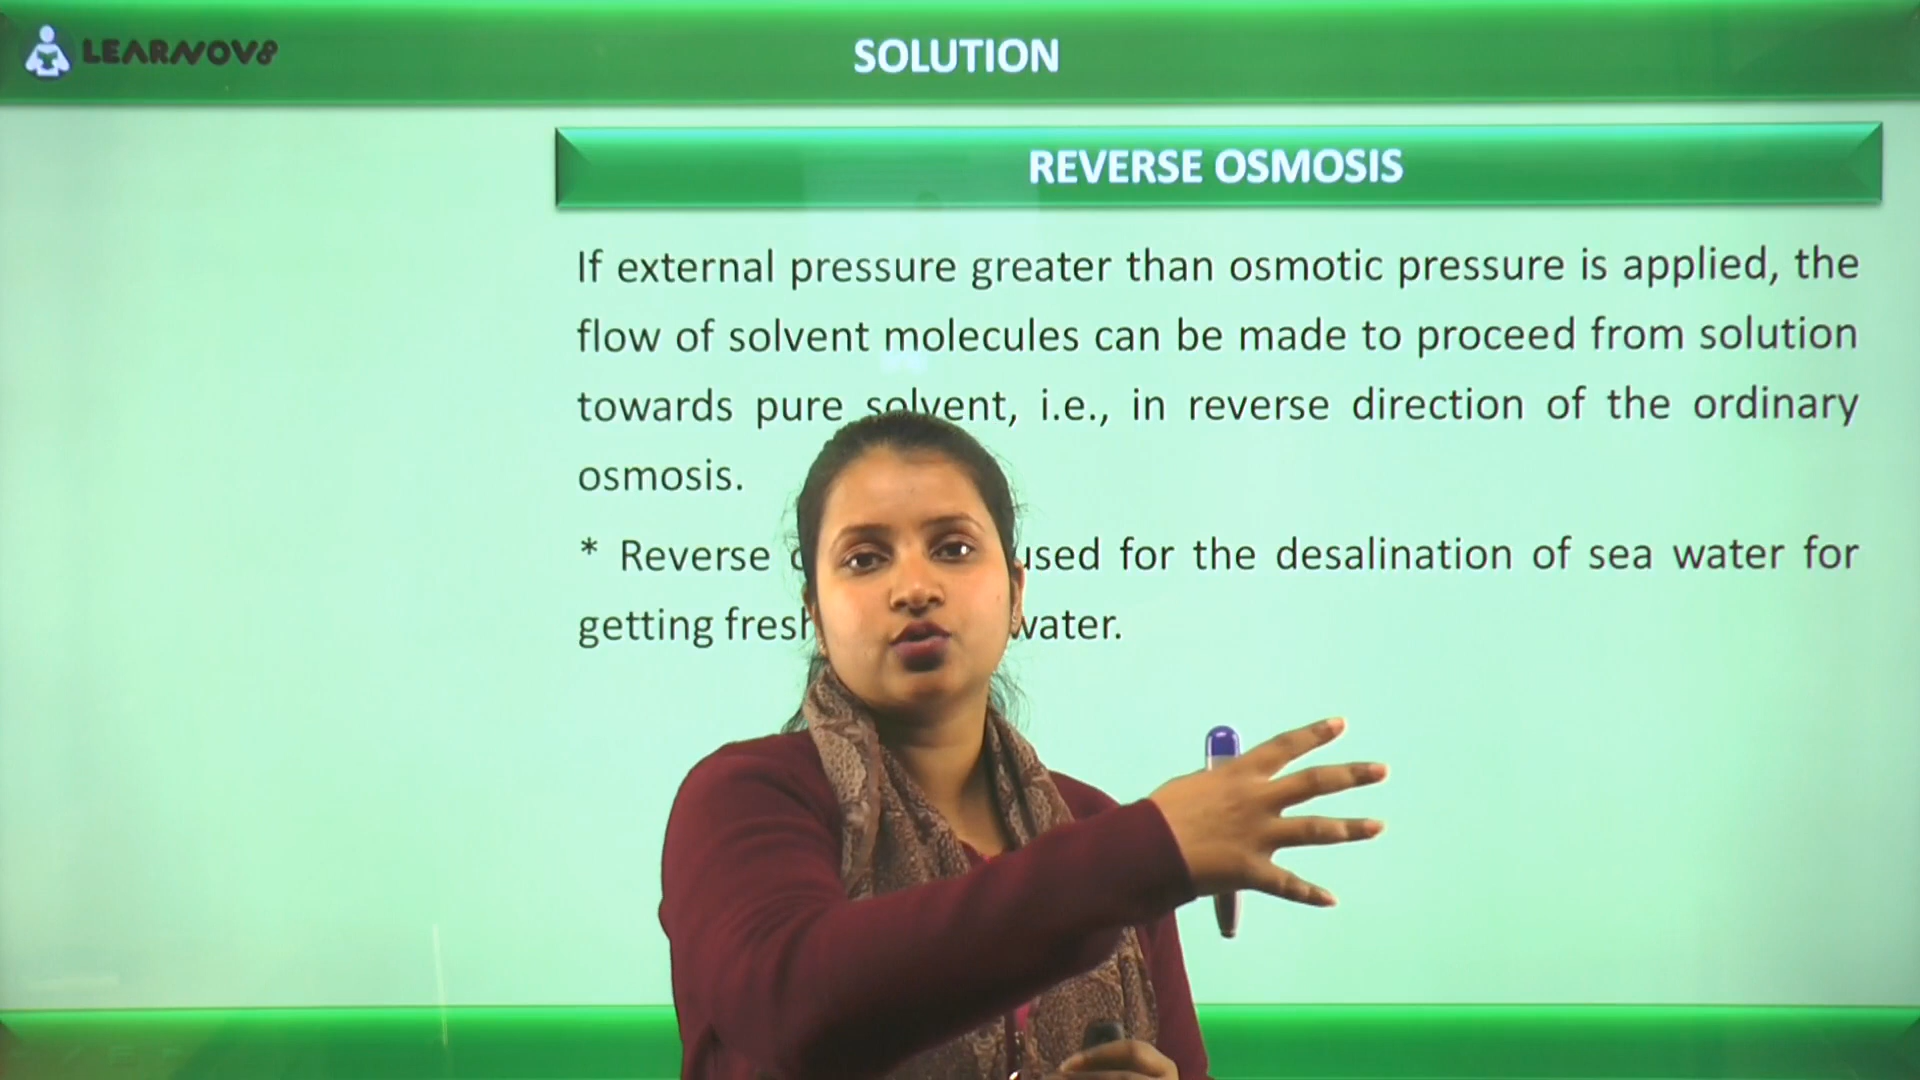 LEARNOV8
SOLUTION
REVERSE OSMOSIS
If external pressure greater than osmotic pressure is applied, the
flow of solvent molecules can be made to proceed from solution
towards pure solvent, i.e., in reverse direction of the ordinary
osmosis.
* Reverse used for the desalination of sea water for
getting fresh water.